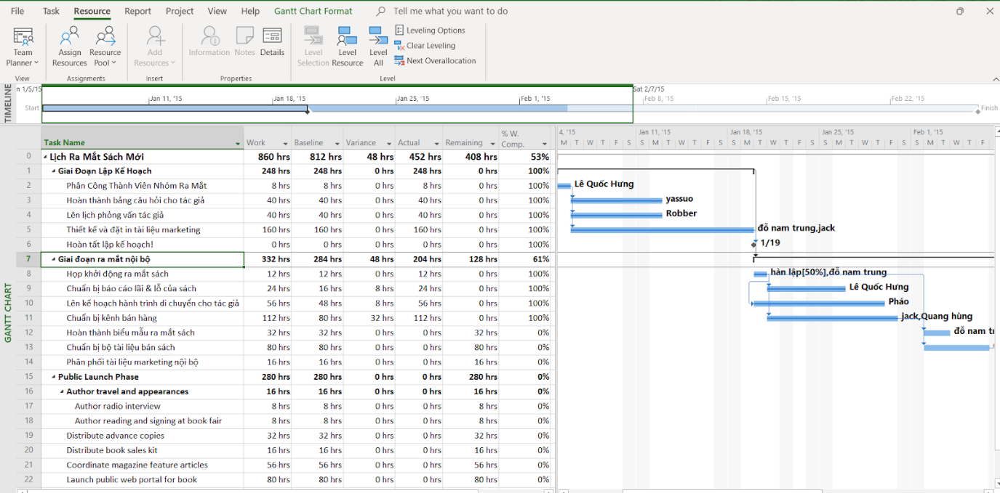 File Task Resource Report Project View Help Gantt Chart Format Tell me what you want to do
Team Planner
Assign Resources
Resource Pool
Add Resources
Information
Notes
Details
Level Selection
Level Resource
Level All
Leveling Options
Clear Leveling
Next Overallocation
View Assignments Insert Properties Level
TIMELINE
n 1/5/15 Sat 2/7/15
Jan 11, '15 Jan 18, '15 Jan 25, '15 Feb 1, '15 Feb 8, '15 Feb 15, '15 Feb 22, '15
Start Finish
GANTT CHART
Task Name Work Baseline Variance Actual Remaining % W. Comp.
4, '15 Jan 11, '15 Jan 18, '15 Jan 25, '15 Feb 1, '15
M T W T F S S M T W T F S S M T W T F S S M T W T F S S M T W T F
0 Lịch Ra Mắt Sách Mới 860 hrs 812 hrs 48 hrs 452 hrs 408 hrs 53%
1 Giai Đoạn Lập Kế Hoạch 248 hrs 248 hrs 0 hrs 248 hrs 0 hrs 100%
2 Phân Công Thành Viên Nhóm Ra Mắt 8 hrs 8 hrs 0 hrs 8 hrs 0 hrs 100% Lê Quốc Hưng
3 Hoàn thành bảng câu hỏi cho tác giả 40 hrs 40 hrs 0 hrs 40 hrs 0 hrs 100% yassuo
4 Lên lịch phỏng vấn tác giả 40 hrs 40 hrs 0 hrs 40 hrs 0 hrs 100% Robber
5 Thiết kế và đặt in tài liệu marketing 160 hrs 160 hrs 0 hrs 160 hrs 0 hrs 100% đỗ nam trung,jack
6 Hoàn tất lập kế hoạch! 0 hrs 0 hrs 0 hrs 0 hrs 0 hrs 100% 1/19
7 Giai đoạn ra mắt nội bộ 332 hrs 284 hrs 48 hrs 204 hrs 128 hrs 61%
8 Họp khởi động ra mắt sách 12 hrs 12 hrs 0 hrs 12 hrs 0 hrs 100% hàn lập[50%],đỗ nam trung
9 Chuẩn bị báo cáo lãi & lỗ của sách 24 hrs 16 hrs 8 hrs 24 hrs 0 hrs 100% Lê Quốc Hưng
10 Lên kế hoạch hành trình di chuyển cho tác giả 56 hrs 48 hrs 8 hrs 56 hrs 0 hrs 100% Pháo
11 Chuẩn bị kênh bán hàng 112 hrs 80 hrs 32 hrs 112 hrs 0 hrs 100% jack,Quang hùng
12 Hoàn thành biểu mẫu ra mắt sách 32 hrs 32 hrs 0 hrs 0 hrs 32 hrs 0% đỗ nam
13 Chuẩn bị bộ tài liệu bán sách 80 hrs 80 hrs 0 hrs 0 hrs 80 hrs 0%
14 Phân phối tài liệu marketing nội bộ 16 hrs 16 hrs 0 hrs 0 hrs 16 hrs 0%
15 Public Launch Phase 280 hrs 280 hrs 0 hrs 0 hrs 280 hrs 0%
16 Author travel and appearances 16 hrs 16 hrs 0 hrs 0 hrs 16 hrs 0%
17 Author radio interview 8 hrs 8 hrs 0 hrs 0 hrs 8 hrs 0%
18 Author reading and signing at book fair 8 hrs 8 hrs 0 hrs 0 hrs 8 hrs 0%
19 Distribute advance copies 32 hrs 32 hrs 0 hrs 0 hrs 32 hrs 0%
20 Distribute book sales kit 16 hrs 16 hrs 0 hrs 0 hrs 16 hrs 0%
21 Coordinate magazine feature articles 56 hrs 56 hrs 0 hrs 0 hrs 56 hrs 0%
22 Launch public web portal for book 80 hrs 80 hrs 0 hrs 0 hrs 80 hrs 0%